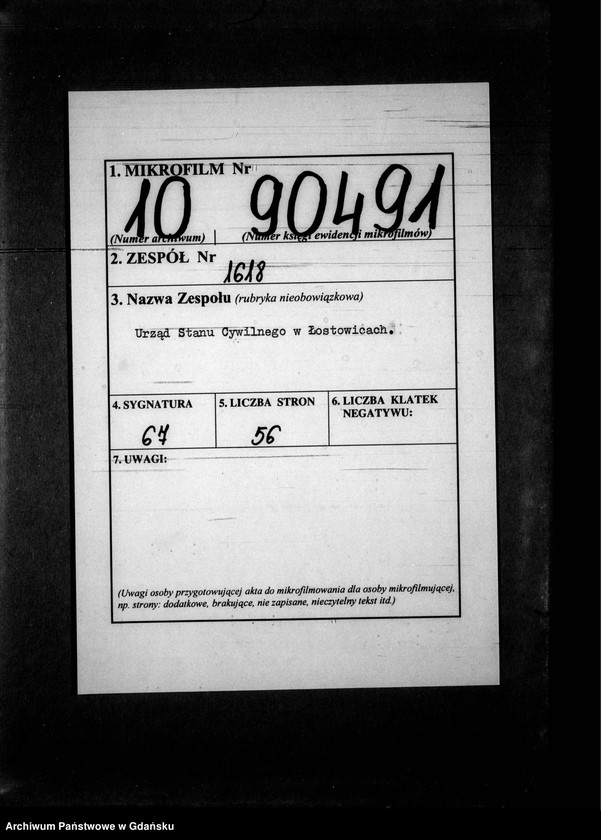 1. MIKROFILM Nr
10 90491
(Numer archiwum) (Numer księgi ewidencji mikrofilmów)
2. ZESPÓŁ Nr
1618
3. Nazwa Zespołu (rubryka nieobowiązkowa)
Urząd Stanu Cywilnego w Łostowicach.
4. SYGNATURA 5. LICZBA STRON 6. LICZBA KLATEK
NEGATYWU:
67 56
7. UWAGI:
(Uwagi osoby przygotowującej akta do mikrofilmowania dla osoby mikrofilmującej,
np. strony: dodatkowe, brakujące, nie zapisane, nieczytelny tekst itd.)
Archiwum Państwowe w Gdańsku